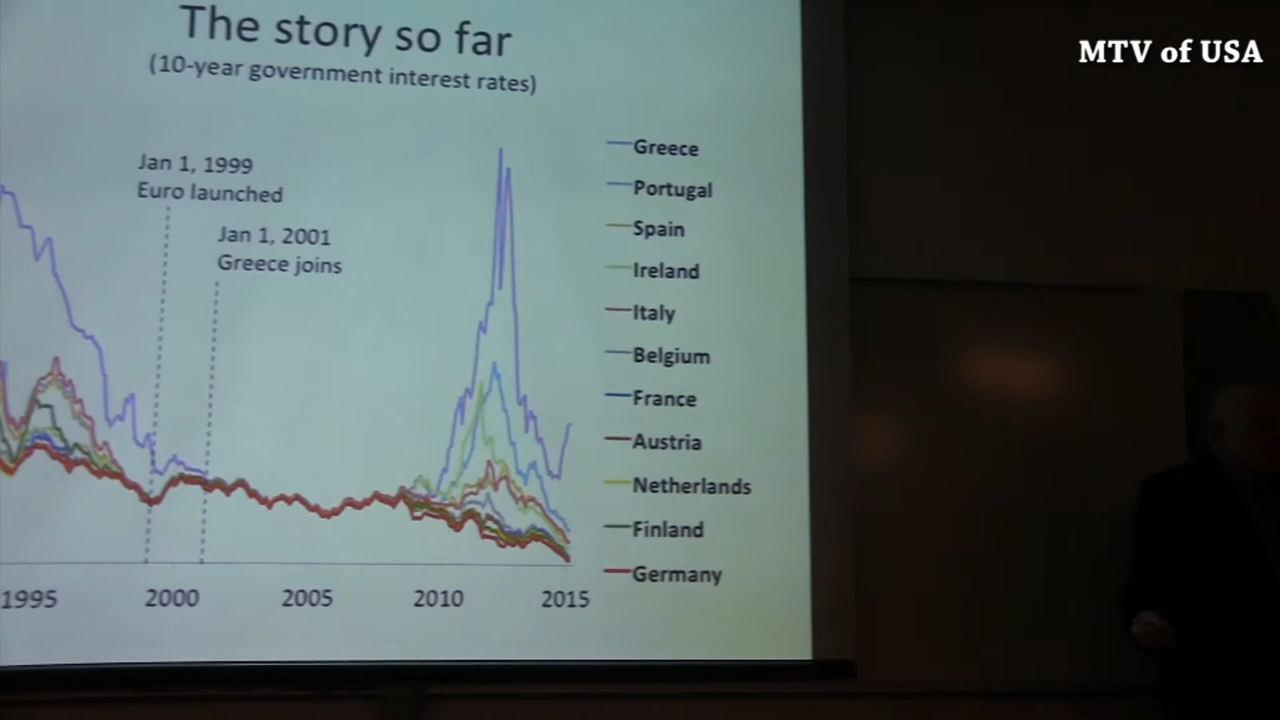 The story so far
(10-year government interest rates)
MTV of USA
Jan 1, 1999
Euro launched
Jan 1, 2001
Greece joins
Greece
Portugal
Spain
Ireland
Italy
Belgium
France
Austria
Netherlands
Finland
Germany
1995 2000 2005 2010 2015